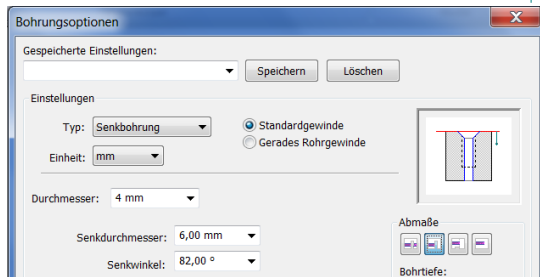 Bohrungsoptionen
Gespeicherte Einstellungen:
Speichern Löschen
Einstellungen
Typ: Senkbohrung Standardgewinde
Gerades Rohrgewinde
Einheit: mm
Durchmesser: 4 mm
Abmaße
Senkdurchmesser: 6,00 mm
Senkwinkel: 82,00 °
Bohrtiefe: